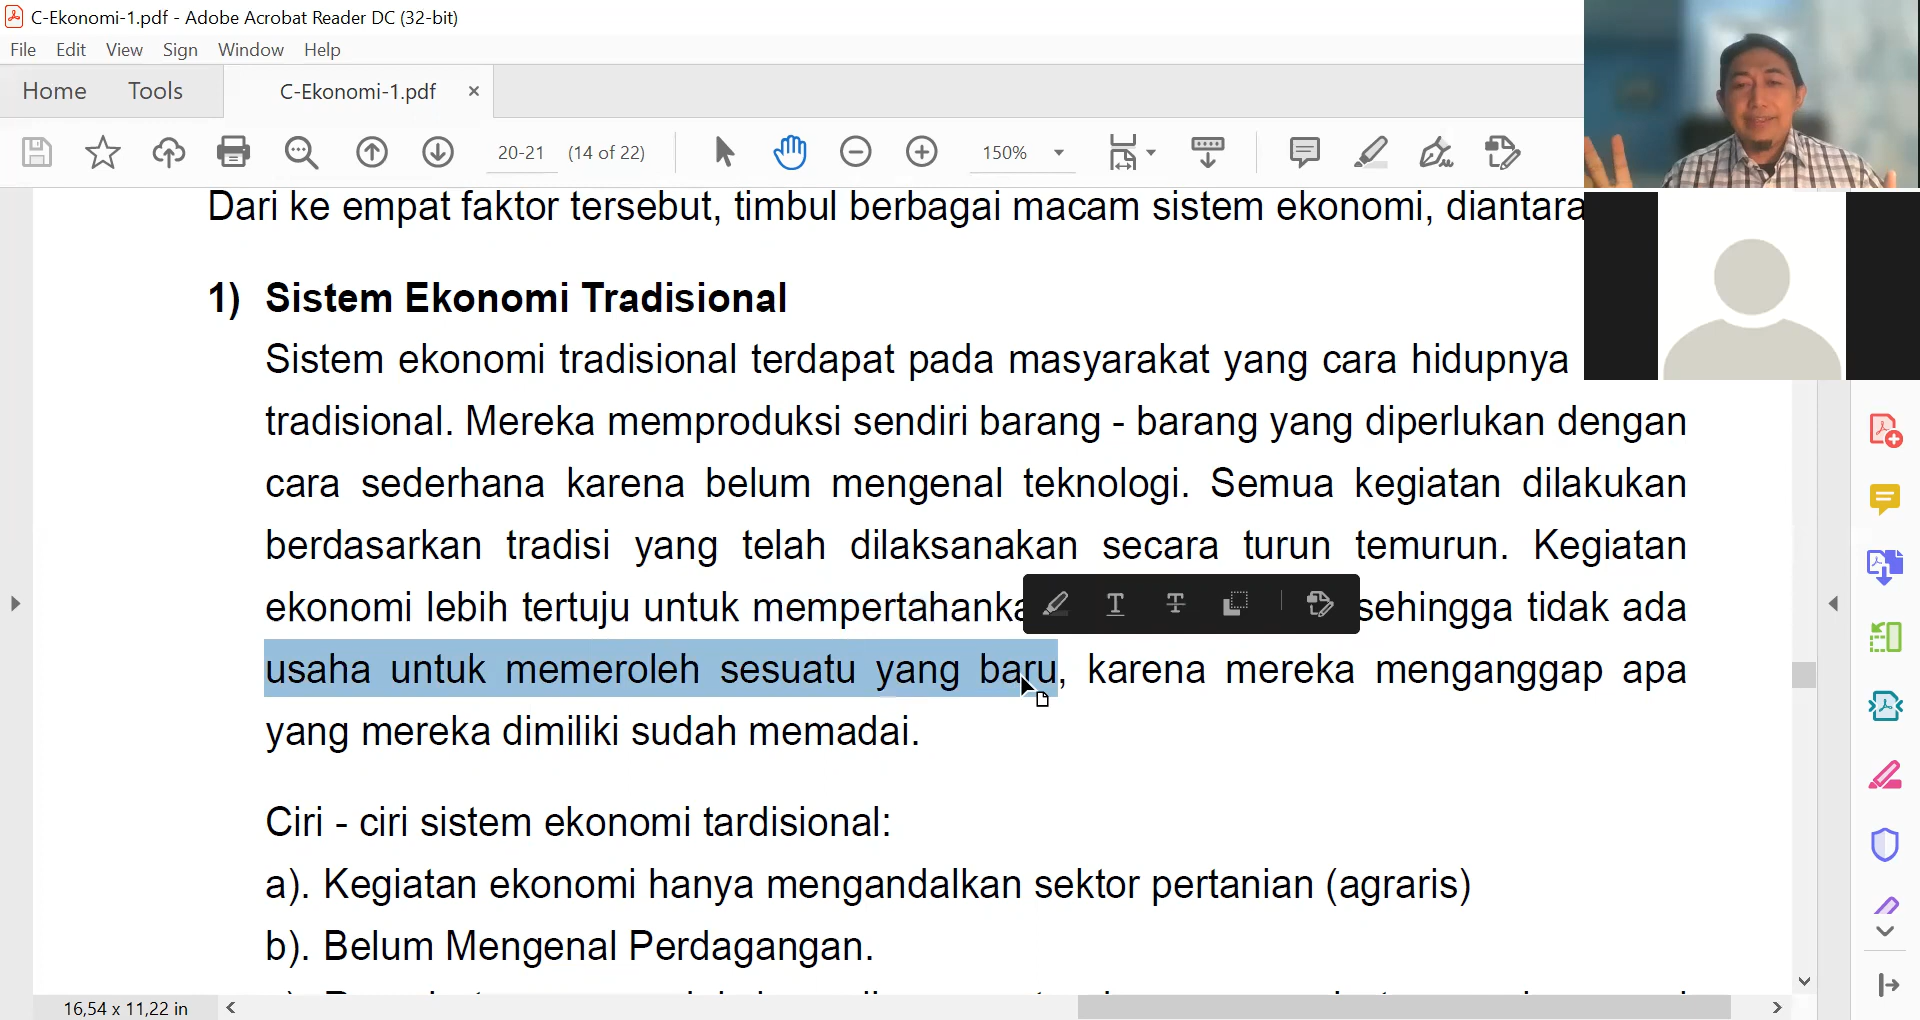 C-Ekonomi-1.pdf - Adobe Acrobat Reader DC (32-bit)
File Edit View Sign Window Help
Home Tools C-Ekonomi-1.pdf ×
20-21 (14 of 22) 150%
Dari ke empat faktor tersebut, timbul berbagai macam sistem ekonomi, diantara
1) Sistem Ekonomi Tradisional
Sistem ekonomi tradisional terdapat pada masyarakat yang cara hidupnya
tradisional. Mereka memproduksi sendiri barang - barang yang diperlukan dengan
cara sederhana karena belum mengenal teknologi. Semua kegiatan dilakukan
berdasarkan tradisi yang telah dilaksanakan secara turun temurun. Kegiatan
ekonomi lebih tertuju untuk mempertahanka sehingga tidak ada
usaha untuk memeroleh sesuatu yang baru, karena mereka menganggap apa
yang mereka dimiliki sudah memadai.
Ciri - ciri sistem ekonomi tardisional:
a). Kegiatan ekonomi hanya mengandalkan sektor pertanian (agraris)
b). Belum Mengenal Perdagangan.
16,54 x 11,22 in